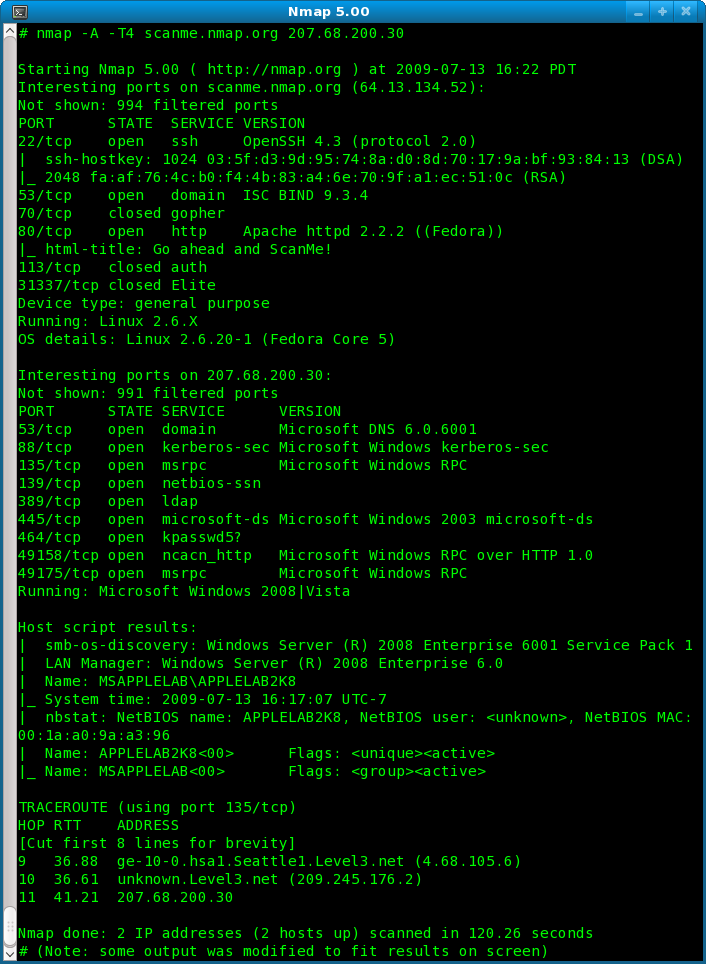 Nmap 5.00
# nmap -A -T4 scanme.nmap.org 207.68.200.30

Starting Nmap 5.00 ( http://nmap.org ) at 2009-07-13 16:22 PDT
Interesting ports on scanme.nmap.org (64.13.134.52):
Not shown: 994 filtered ports
PORT      STATE  SERVICE VERSION
22/tcp    open   ssh     OpenSSH 4.3 (protocol 2.0)
|  ssh-hostkey: 1024 03:5f:d3:9d:95:74:8a:d0:8d:70:17:9a:bf:93:84:13 (DSA)
|_ 2048 fa:af:76:4c:b0:f4:4b:83:a4:6e:70:9f:a1:ec:51:0c (RSA)
53/tcp    open   domain  ISC BIND 9.3.4
70/tcp    closed gopher
80/tcp    open   http    Apache httpd 2.2.2 ((Fedora))
|_ html-title: Go ahead and ScanMe!
113/tcp   closed auth
31337/tcp closed Elite
Device type: general purpose
Running: Linux 2.6.X
OS details: Linux 2.6.20-1 (Fedora Core 5)

Interesting ports on 207.68.200.30:
Not shown: 991 filtered ports
PORT      STATE SERVICE      VERSION
53/tcp    open  domain       Microsoft DNS 6.0.6001
88/tcp    open  kerberos-sec Microsoft Windows kerberos-sec
135/tcp   open  msrpc        Microsoft Windows RPC
139/tcp   open  netbios-ssn
389/tcp   open  ldap
445/tcp   open  microsoft-ds Microsoft Windows 2003 microsoft-ds
464/tcp   open  kpasswd5?
49158/tcp open  ncacn_http   Microsoft Windows RPC over HTTP 1.0
49175/tcp open  msrpc        Microsoft Windows RPC
Running: Microsoft Windows 2008|Vista

Host script results:
|  smb-os-discovery: Windows Server (R) 2008 Enterprise 6001 Service Pack 1
|  LAN Manager: Windows Server (R) 2008 Enterprise 6.0
|  Name: MSAPPLELAB\APPLELAB2K8
|_ System time: 2009-07-13 16:17:07 UTC-7
|  nbstat: NetBIOS name: APPLELAB2K8, NetBIOS user: <unknown>, NetBIOS MAC:
00:1a:a0:9a:a3:96
|  Name: APPLELAB2K8<00>      Flags: <unique><active>
|_ Name: MSAPPLELAB<00>       Flags: <group><active>

TRACEROUTE (using port 135/tcp)
HOP RTT    ADDRESS
[Cut first 8 lines for brevity]
9   36.88  ge-10-0.hsa1.Seattle1.Level3.net (4.68.105.6)
10  36.61  unknown.Level3.net (209.245.176.2)
11  41.21  207.68.200.30

Nmap done: 2 IP addresses (2 hosts up) scanned in 120.26 seconds
# (Note: some output was modified to fit results on screen)